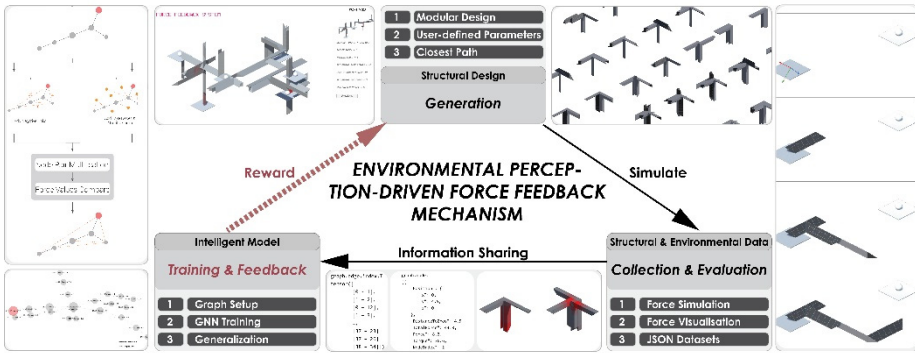 1 Modular Design
2 User-defined Parameters
3 Closest Path
Structural Design
Generation
Reward
ENVIRONMENTAL PERCEP-
TION-DRIVEN FORCE FEEDBACK
MECHANISM
Simulate
Force Values Compare
Intelligent Model
Training & Feedback
1 Graph Setup
2 GNN Training
3 Generalization
Information Sharing
Structural & Environmental Data
Collection & Evaluation
1 Force Simulation
2 Force Visualisation
3 JSON Datasets